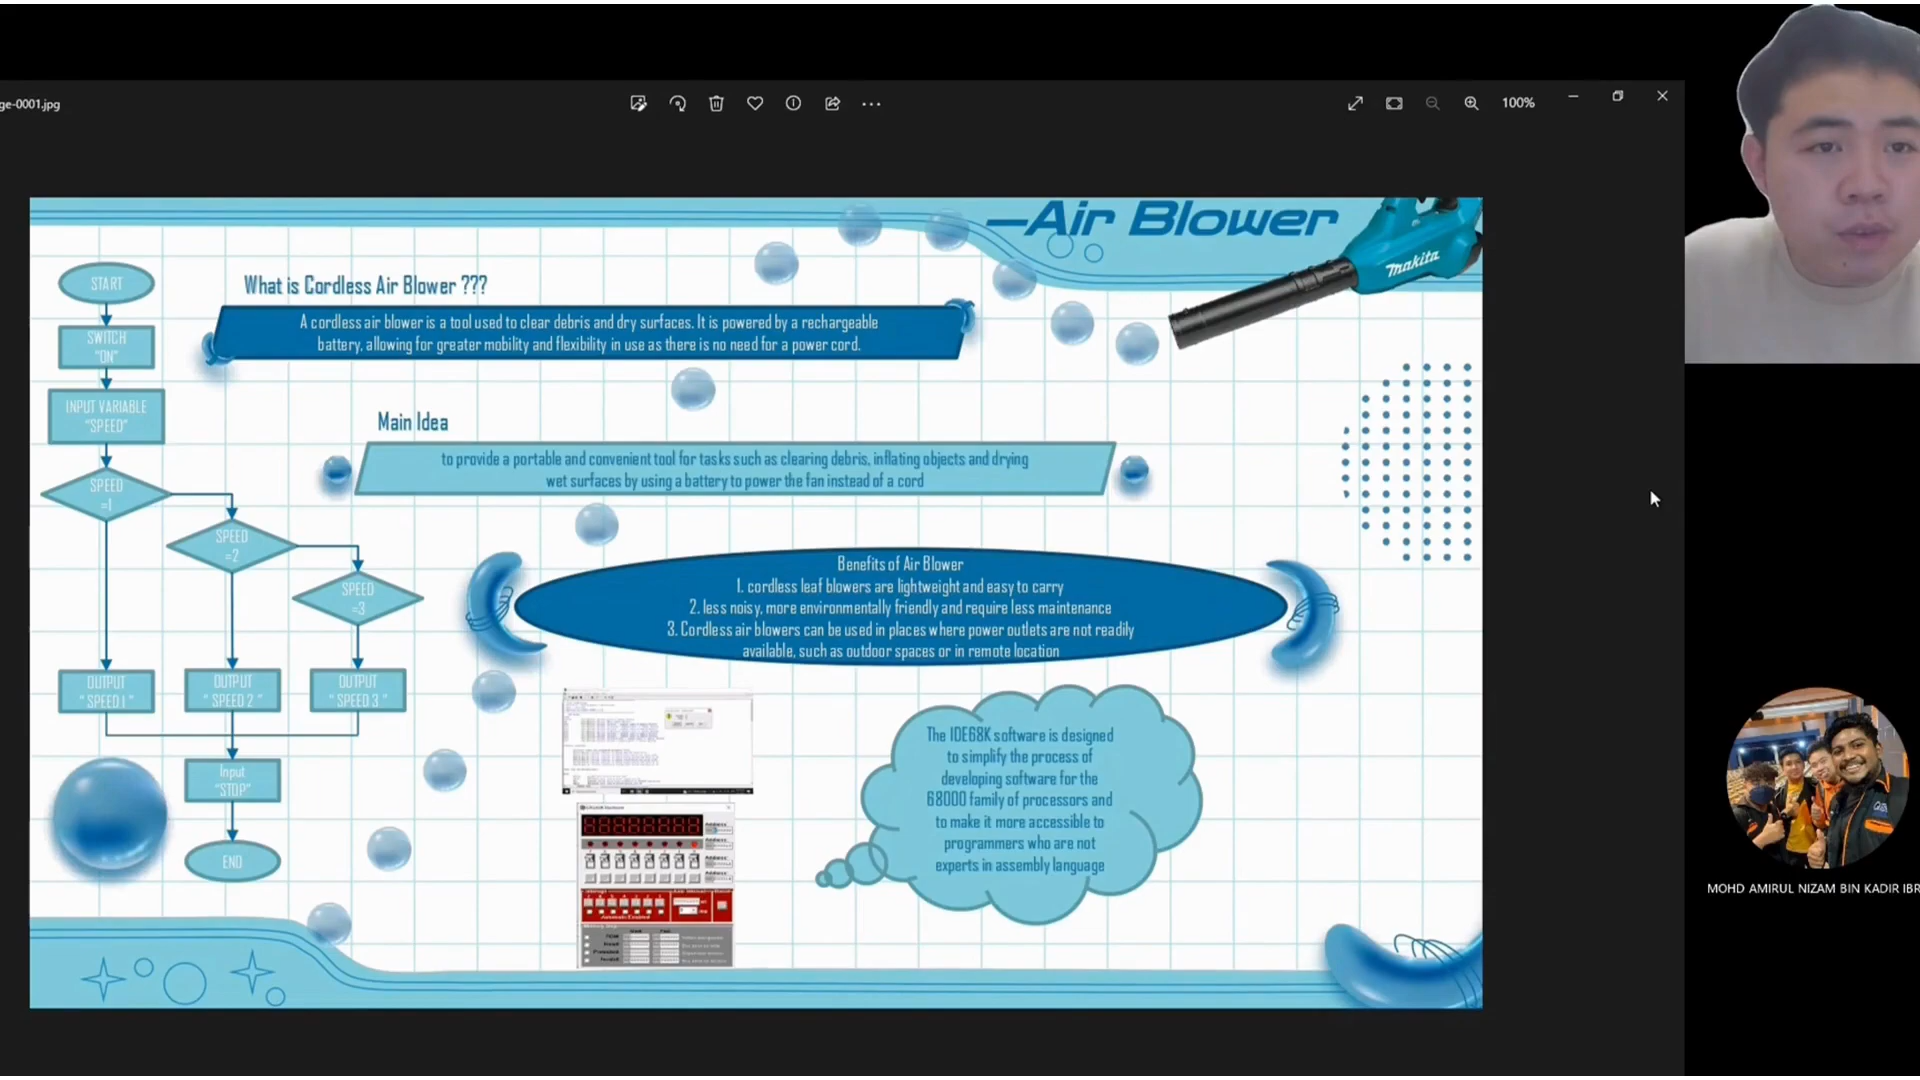 ge-0001.jpg
100%
Air Blower
makita
START
SWITCH
"ON"
INPUT VARIABLE
"SPEED"
SPEED
=1
SPEED
=2
SPEED
=3
OUTPUT
" SPEED 1 "
OUTPUT
" SPEED 2 "
OUTPUT
" SPEED 3 "
Input
"STOP"
END
What is Cordless Air Blower ???
A cordless air blower is a tool used to clear debris and dry surfaces. It is powered by a rechargeable
battery, allowing for greater mobility and flexibility in use as there is no need for a power cord.
Main Idea
to provide a portable and convenient tool for tasks such as clearing debris, inflating objects and drying
wet surfaces by using a battery to power the fan instead of a cord
Benefits of Air Blower
1. cordless leaf blowers are lightweight and easy to carry
2. less noisy, more environmentally friendly and require less maintenance
3. Cordless air blowers can be used in places where power outlets are not readily
available, such as outdoor spaces or in remote location
The IDE68K software is designed
to simplify the process of
developing software for the
68000 family of processors and
to make it more accessible to
programmers who are not
experts in assembly language
MOHD AMIRUL NIZAM BIN KADIR IBR